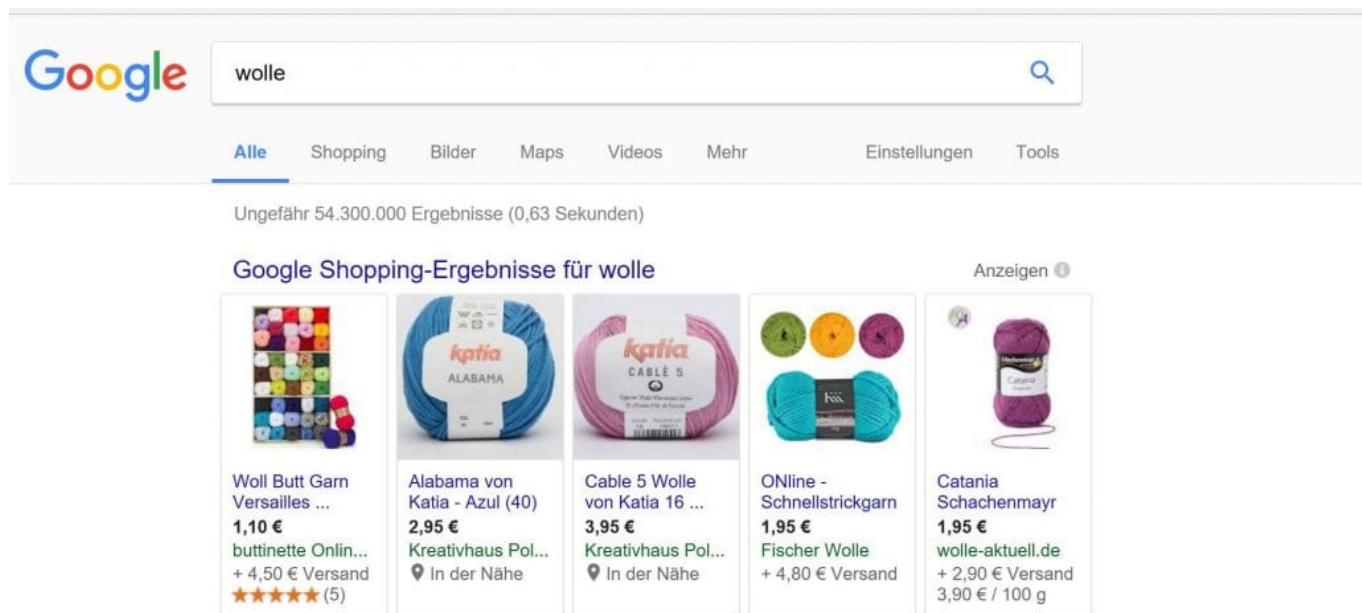 Google
wolle
Alle Shopping Bilder Maps Videos Mehr Einstellungen Tools
Ungefähr 54.300.000 Ergebnisse (0,63 Sekunden)
Google Shopping-Ergebnisse für wolle
Anzeigen
katia
ALABAMA
katia
CABLÉ 5
Catania
Woll Butt Garn
Versailles ...
1,10 €
buttinette Onlin...
+ 4,50 € Versand
(5)
Alabama von
Katia - Azul (40)
2,95 €
Kreativhaus Pol...
In der Nähe
Cable 5 Wolle
von Katia 16 ...
3,95 €
Kreativhaus Pol...
In der Nähe
ONline -
Schnellstrickgarn
1,95 €
Fischer Wolle
+ 4,80 € Versand
Catania
Schachenmayr
1,95 €
wolle-aktuell.de
+ 2,90 € Versand
3,90 € / 100 g